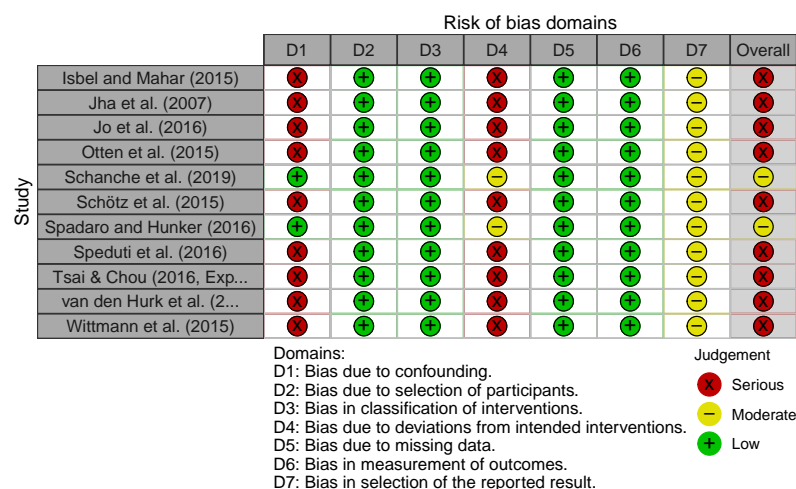 Risk of bias domains
D1 D2 D3 D4 D5 D6 D7 Overall
Study
Isbel and Mahar (2015) X + + X + + − X
Jha et al. (2007) X + + X + + − X
Jo et al. (2016) X + + X + + − X
Otten et al. (2015) X + + X + + − X
Schanche et al. (2019) + + + − + + − −
Schötz et al. (2015) X + + X + + − X
Spadaro and Hunker (2016) + + + − + + − −
Speduti et al. (2016) X + + X + + − X
Tsai & Chou (2016, Exp... X + + X + + − X
van den Hurk et al. (2... X + + X + + − X
Wittmann et al. (2015) X + + X + + − X
Domains:
D1: Bias due to confounding.
D2: Bias due to selection of participants.
D3: Bias in classification of interventions.
D4: Bias due to deviations from intended interventions.
D5: Bias due to missing data.
D6: Bias in measurement of outcomes.
D7: Bias in selection of the reported result.
Judgement
X Serious
− Moderate
+ Low